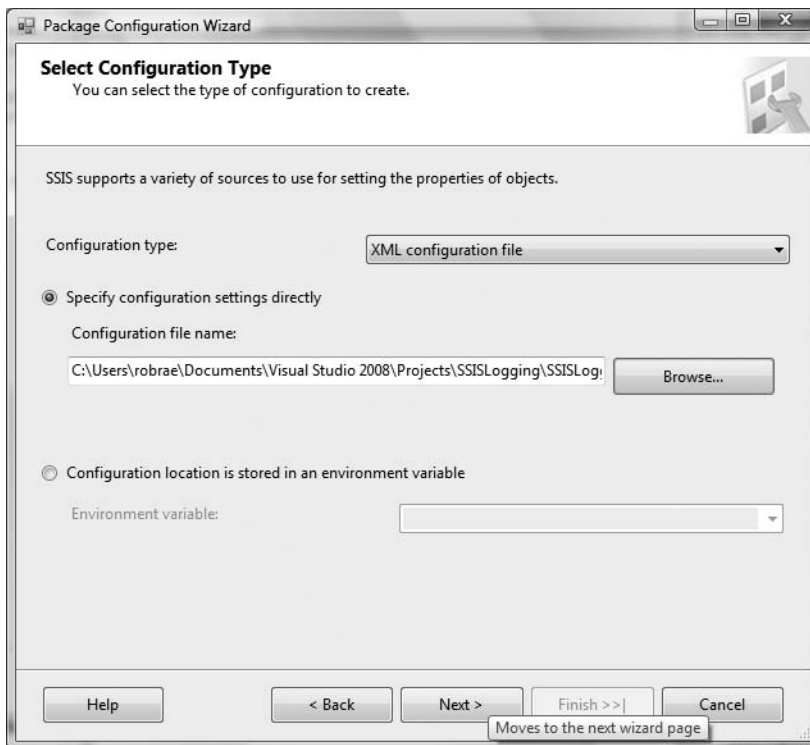 Package Configuration Wizard
Select Configuration Type
You can select the type of configuration to create.
SSIS supports a variety of sources to use for setting the properties of objects.
Configuration type: XML configuration file
Specify configuration settings directly
Configuration file name:
C:\Users\robrae\Documents\Visual Studio 2008\Projects\SSISLogging\SSISLog Browse...
Configuration location is stored in an environment variable
Environment variable:
Help < Back Next > Finish >>| Cancel
Moves to the next wizard page